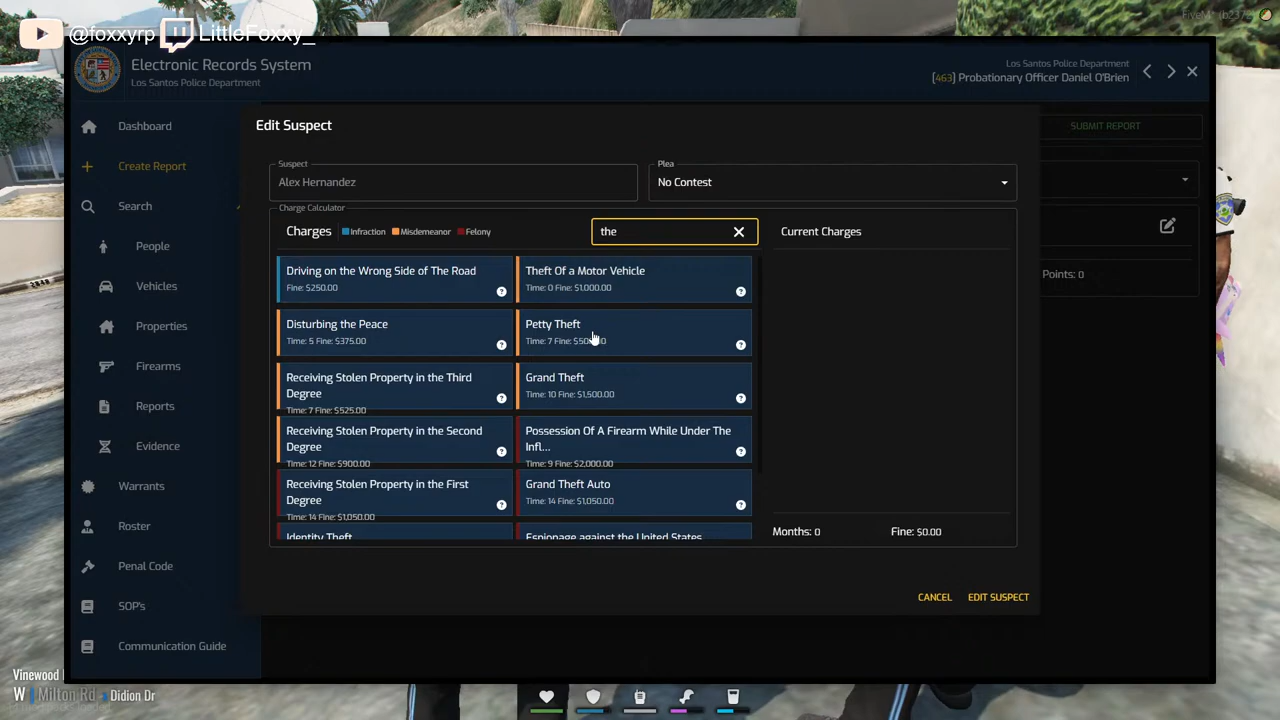 @foxxyrp LittleFoxxy_
Electronic Records System
Los Santos Police Department
Los Santos Police Department
[463] Probationary Officer Daniel O'Brien
Dashboard
Create Report
Search
People
Vehicles
Properties
Firearms
Reports
Evidence
Warrants
Roster
Penal Code
SOP's
Communication Guide
SUBMIT REPORT
Points: 0
Edit Suspect
Suspect
Alex Hernandez
Plea
No Contest
Charge Calculator
Charges Infraction Misdemeanor Felony
the
Current Charges
Driving on the Wrong Side of The Road
Fine: $250.00
Theft Of a Motor Vehicle
Time: 0 Fine: $1,000.00
Disturbing the Peace
Time: 5 Fine: $375.00
Petty Theft
Time: 7 Fine:
Receiving Stolen Property in the Third
Degree
Time: 7 Fine: $525.00
Grand Theft
Time: 10 Fine: $1,500.00
Receiving Stolen Property in the Second
Degree
Time: 12 Fine: $900.00
Possession Of A Firearm While Under The
Infl...
Time: 9 Fine: $2,000.00
Receiving Stolen Property in the First
Degree
Time: 14 Fine: $1,050.00
Grand Theft Auto
Time: 14 Fine: $1,050.00
Identity Theft
Espionage against the United States
Months: 0
Fine: $0.00
CANCEL
EDIT SUSPECT
Vinewood
W | Milton Rd Didion Dr